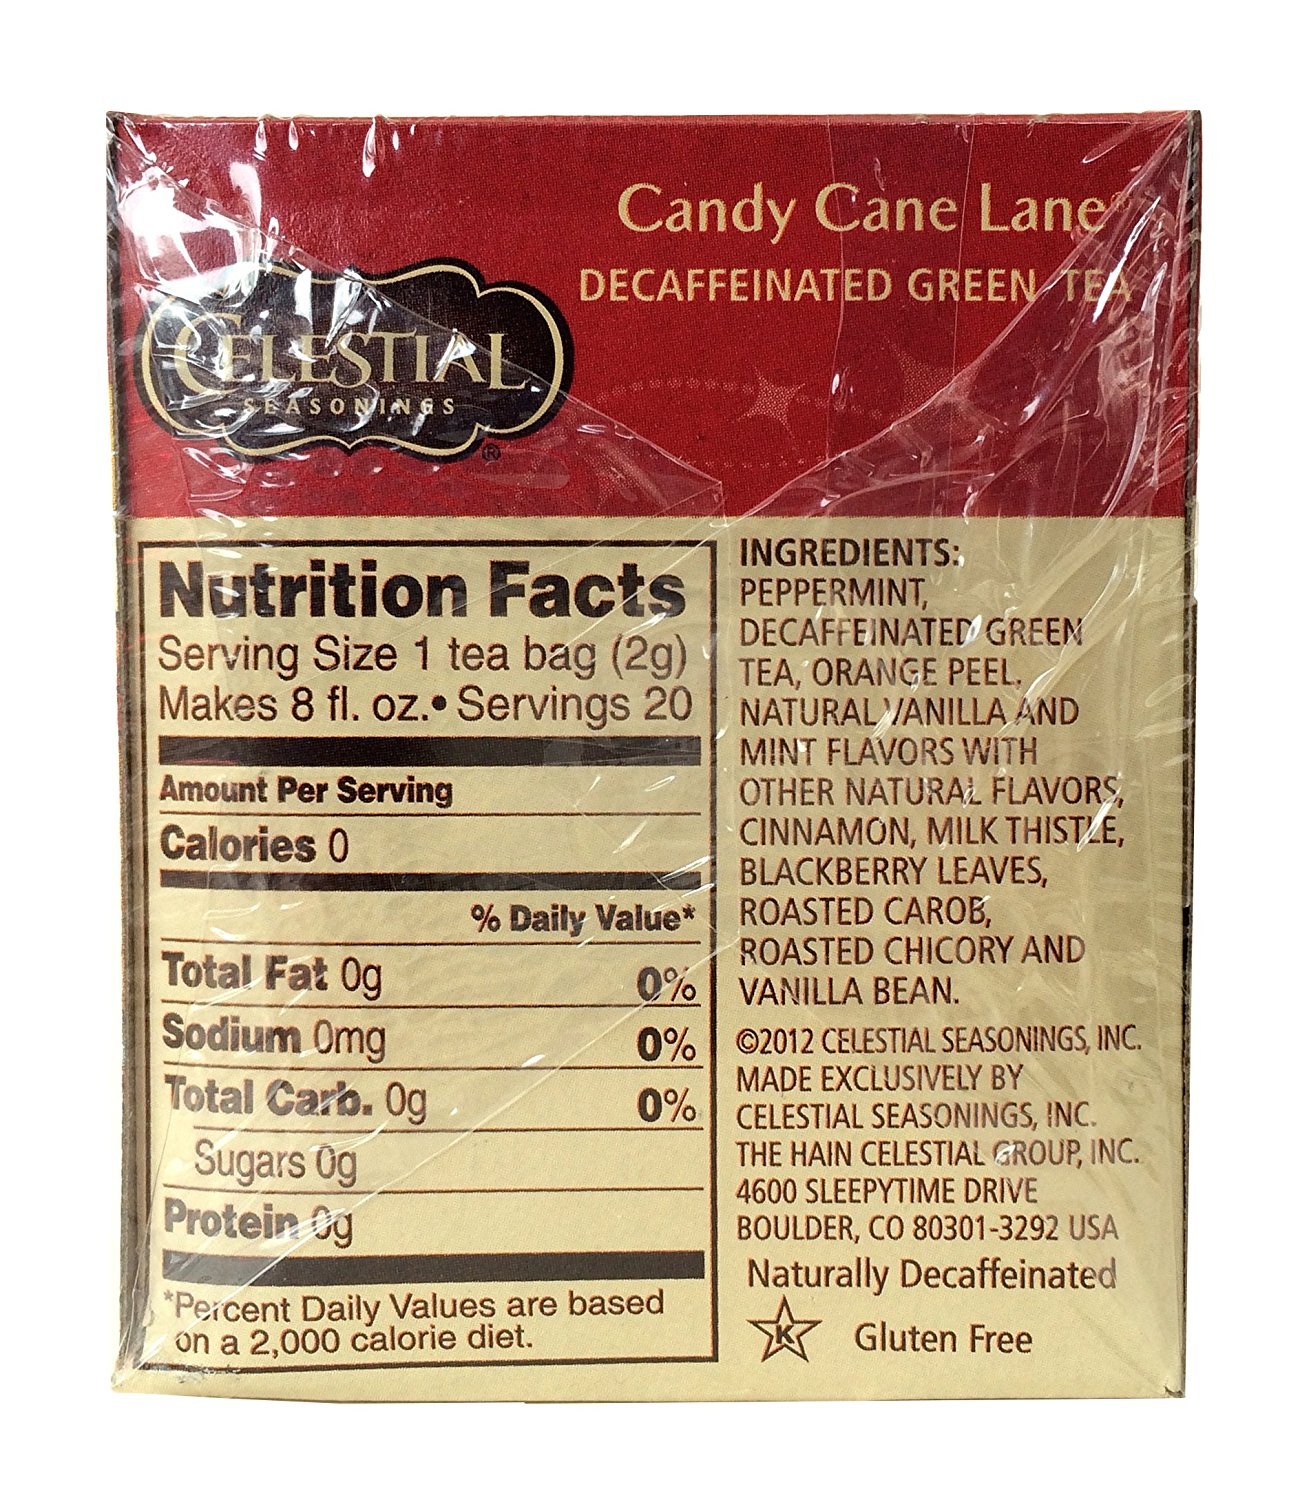 Candy Cane Lane®
DECAFFEINATED GREEN TEA
CELESTIAL
SEASONINGS
®
Nutrition Facts
Serving Size 1 tea bag (2g)
Makes 8 fl. oz.• Servings 20
Amount Per Serving
Calories 0
% Daily Value*
Total Fat 0g 0%
Sodium 0mg 0%
Total Carb. 0g 0%
Sugars 0g
Protein 0g
*Percent Daily Values are based
on a 2,000 calorie diet.
INGREDIENTS:
PEPPERMINT,
DECAFFEINATED GREEN
TEA, ORANGE PEEL,
NATURAL VANILLA AND
MINT FLAVORS WITH
OTHER NATURAL FLAVORS,
CINNAMON, MILK THISTLE,
BLACKBERRY LEAVES,
ROASTED CAROB,
ROASTED CHICORY AND
VANILLA BEAN.
©2012 CELESTIAL SEASONINGS, INC.
MADE EXCLUSIVELY BY
CELESTIAL SEASONINGS, INC.
THE HAIN CELESTIAL GROUP, INC.
4600 SLEEPYTIME DRIVE
BOULDER, CO 80301-3292 USA
Naturally Decaffeinated
K Gluten Free